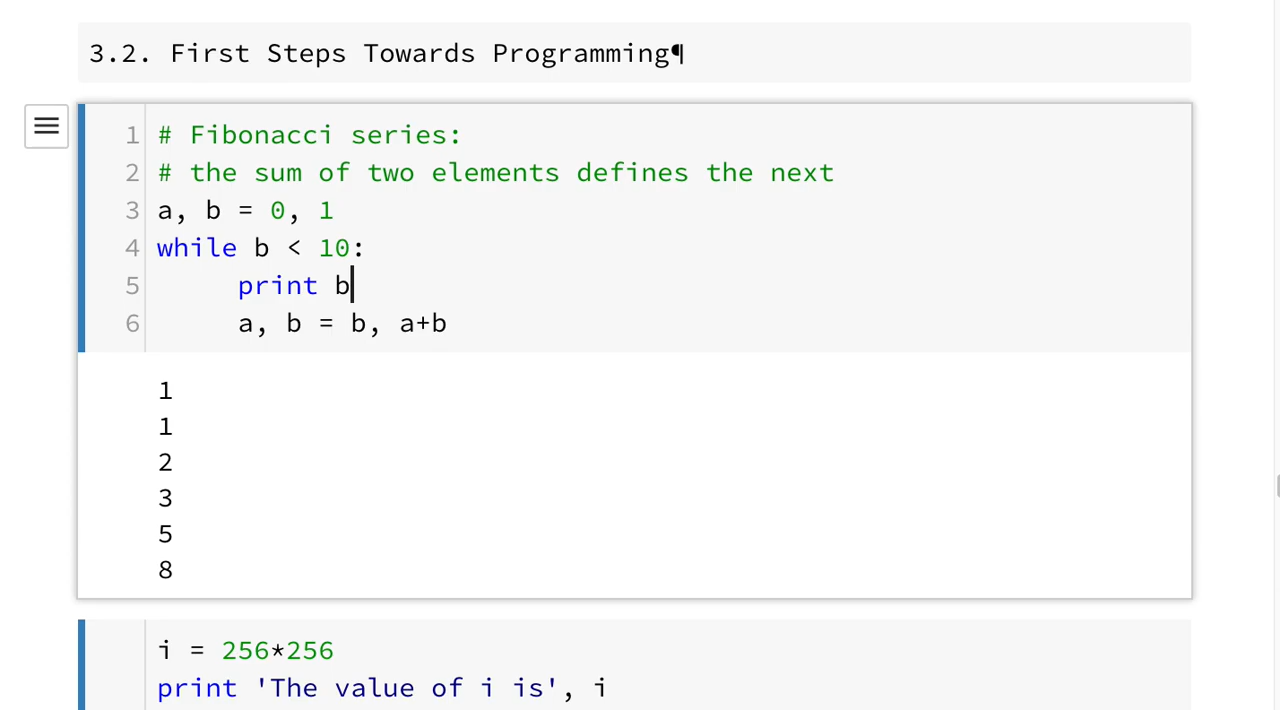 3.2. First Steps Towards Programming¶
1 # Fibonacci series:
2 # the sum of two elements defines the next
3 a, b = 0, 1
4 while b < 10:
5     print b
6     a, b = b, a+b
1
1
2
3
5
8
i = 256*256
print 'The value of i is', i